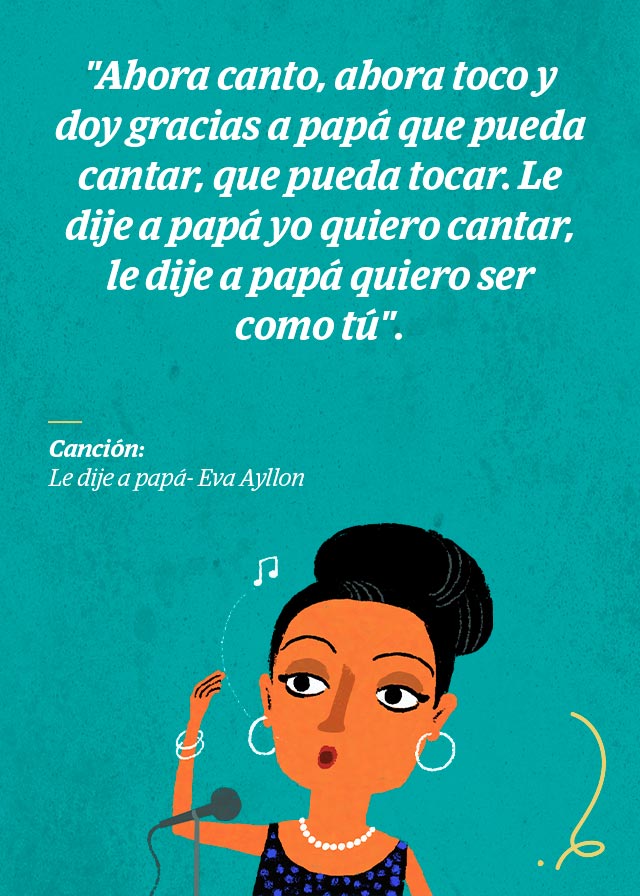 "Ahora canto, ahora toco y
doy gracias a papá que pueda
cantar, que pueda tocar. Le
dije a papá yo quiero cantar,
le dije a papá quiero ser
como tú".
Canción:
Le dije a papá- Eva Ayllon